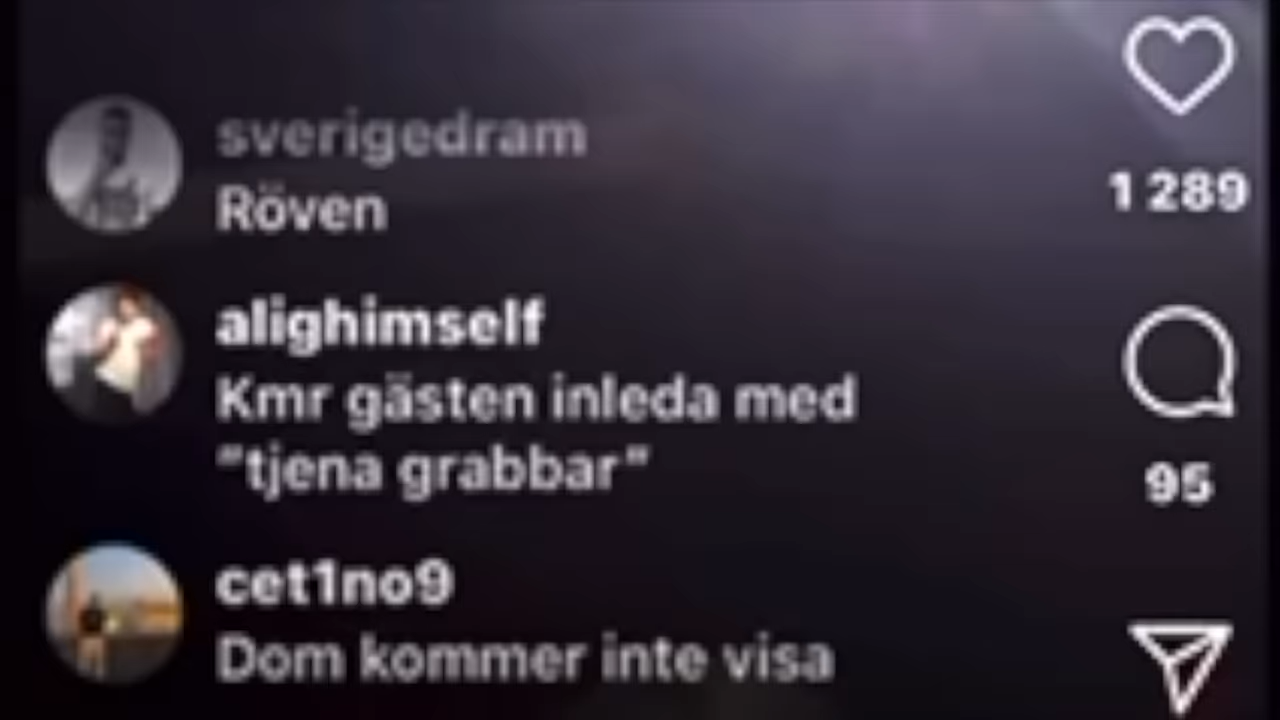 sverigedram
Röven
1 289
alighimself
Kmr gästen inleda med
"tjena grabbar"
95
cet1no9
Dom kommer inte visa